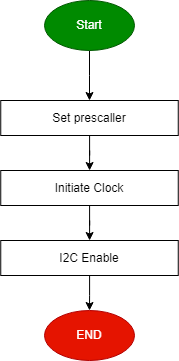 Start
Set prescaller
Initiate Clock
I2C Enable
END